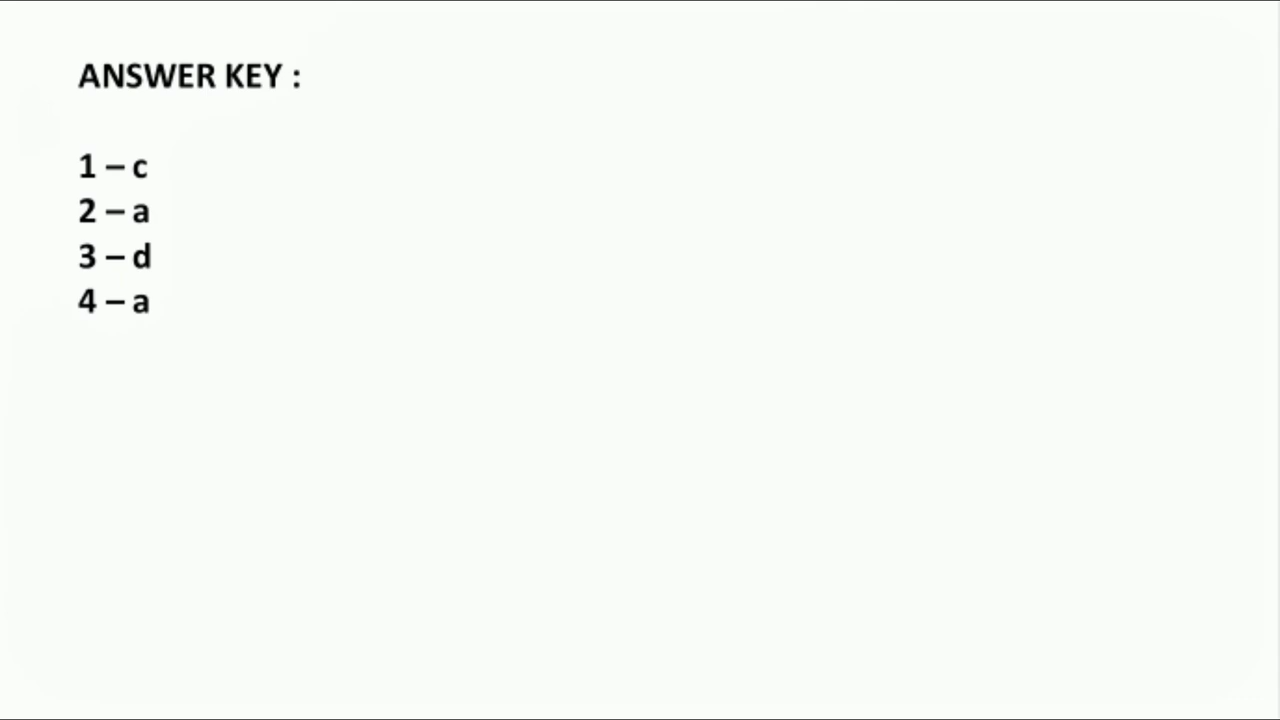 ANSWER KEY :
1 – c
2 – a
3 – d
4 – a